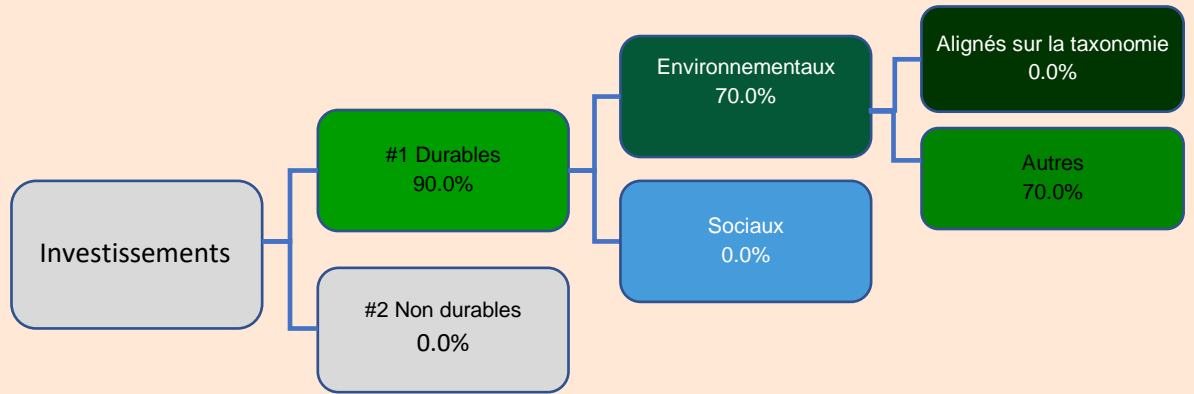 Investissements
#1 Durables
90.0%
#2 Non durables
0.0%
Environnementaux
70.0%
Sociaux
0.0%
Alignés sur la taxonomie
0.0%
Autres
70.0%